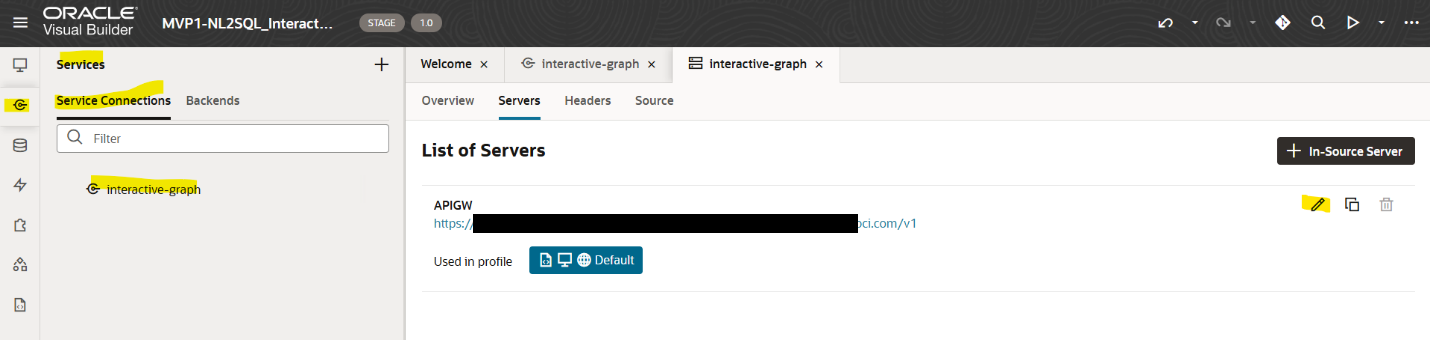 ORACLE
Visual Builder
MVP1-NL2SQL_Interact...
STAGE
1.0
Services
Service Connections
Backends
Filter
interactive-graph
Welcome
interactive-graph
interactive-graph
Overview
Servers
Headers
Source
List of Servers
In-Source Server
APIGW
https://
oci.com/v1
Used in profile
Default